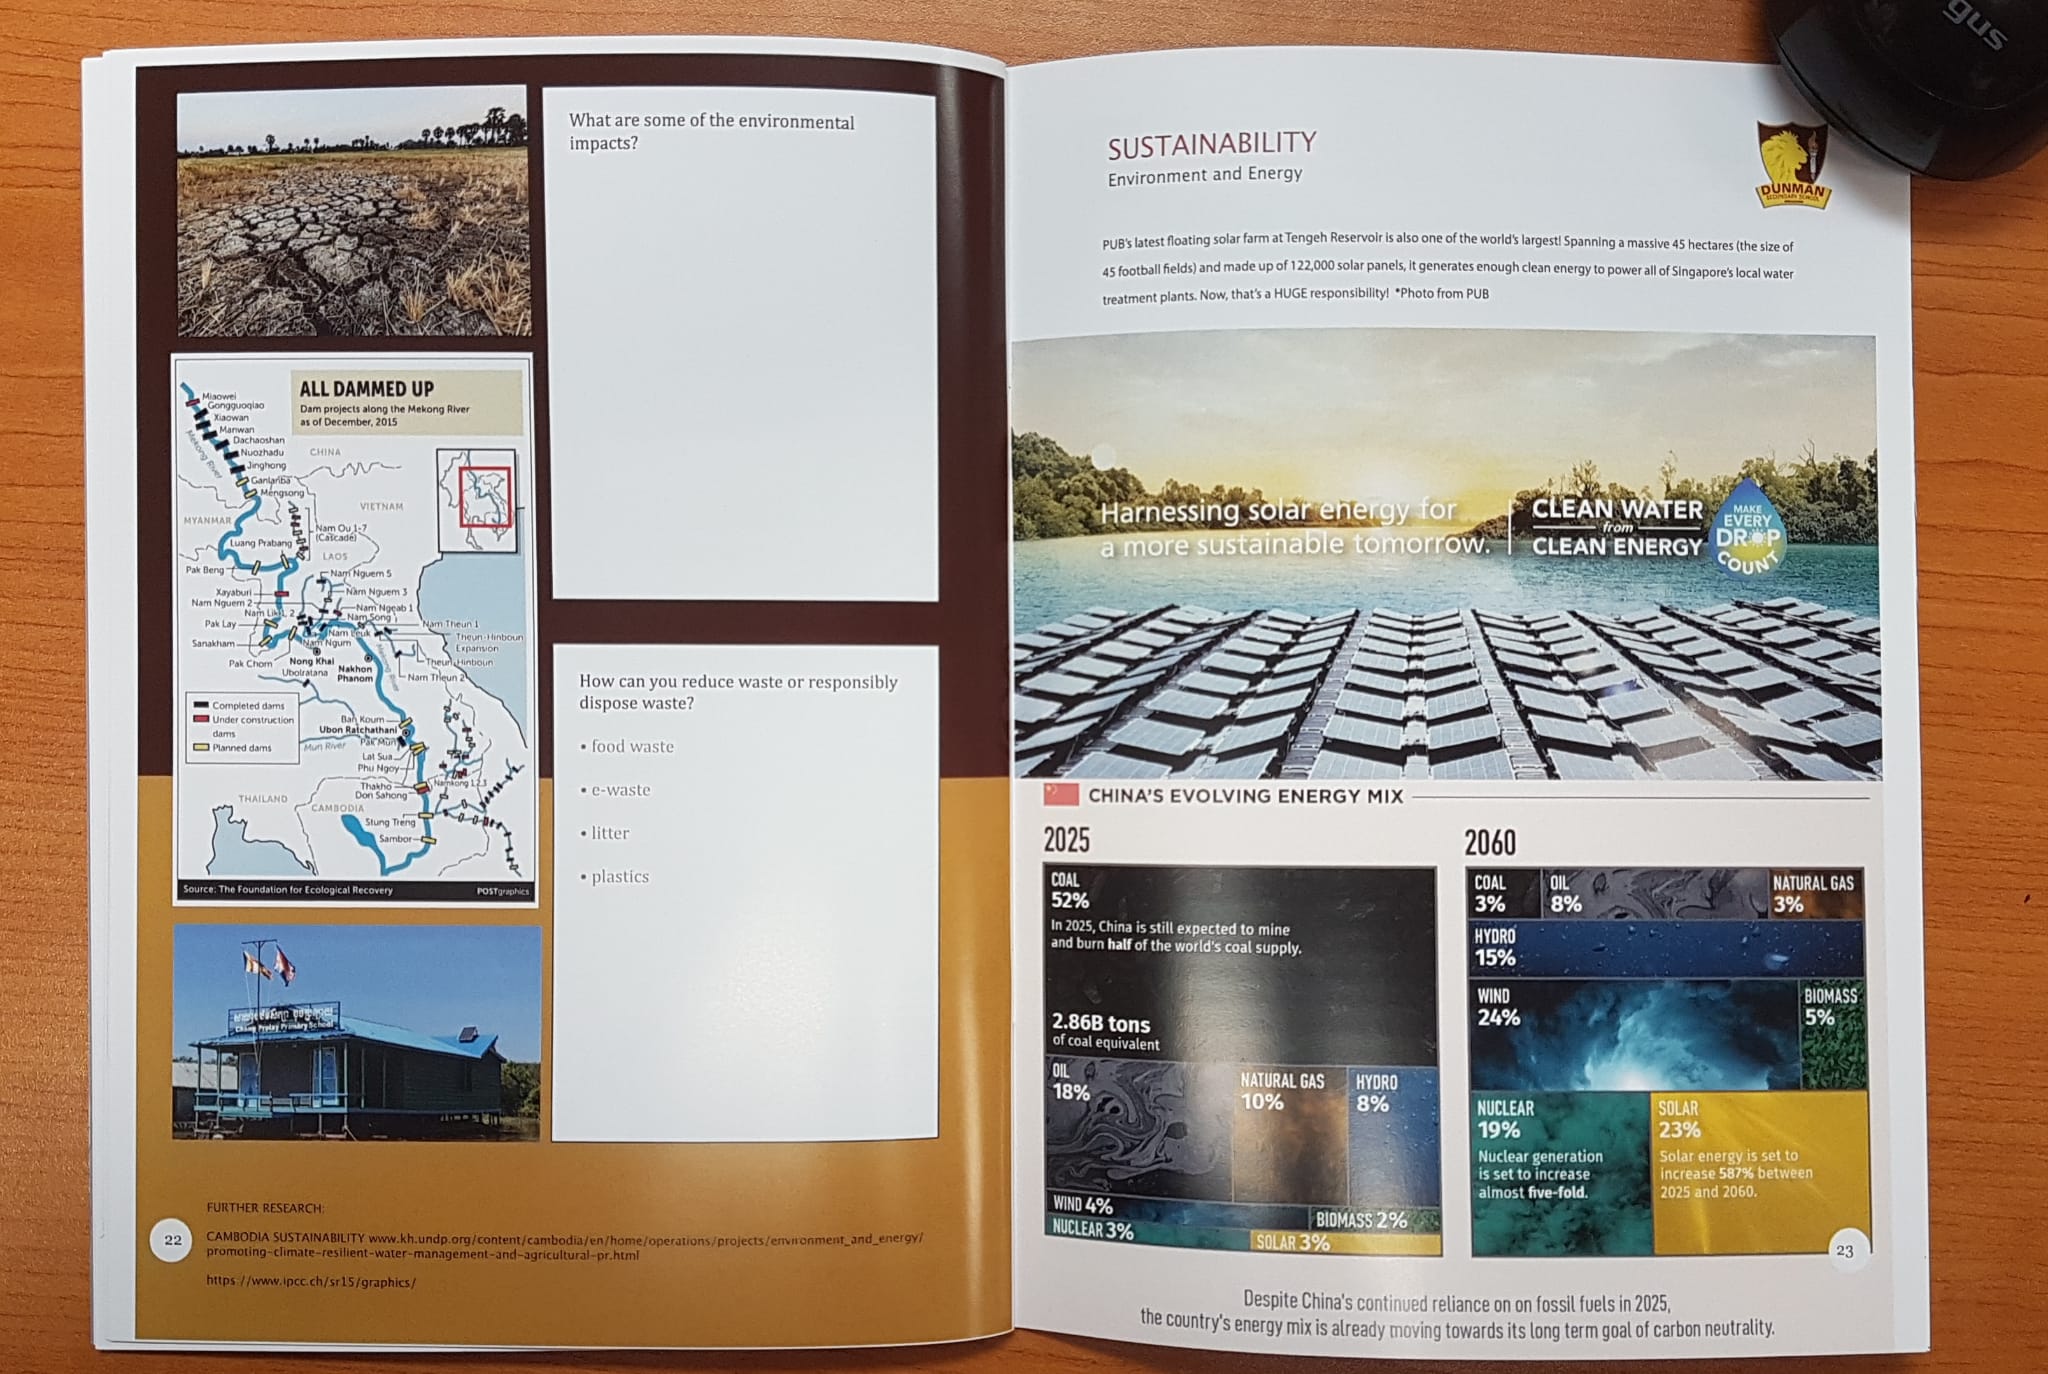 What are some of the environmental
impacts?
ALL DAMMED UP
Dam projects along the Mekong River
as of December, 2015
Miaowei
Gongguoqiao
Xiaowan
Manwan
Dachaoshan
Nuozhadu
Jinghong
Mekong River
CHINA
Ganlanba
Mengsong
VIETNAM
MYANMAR
Nam Ou 1-7
(Cascade)
Luang Prabang
LAOS
Pak Beng
Nam Nguem 5
Xayaburi
Nam Nguem 3
Nam Nguem 2
Nam Ngeab 1
Nam Lik 1, 2
Nam Song
Pak Lay
Nam Leuk
Nam Theun 1
Sanakham
Nam Ngum
Theun-Hinboun
Expansion
Pak Chom
Nong Khai
Theun-Hinboun
Ubolratana
Nakhon
Phanom
Mekong River
Nam Theun 2
Completed dams
Under construction
dams
Planned dams
Ban Koum
Ubon Ratchathani
Mun River
Pak Mun
Lat Sua
Phu Ngoy
Thakho
Don Sahong
Namkong 1,2,3
THAILAND
CAMBODIA
Stung Treng
Sambor
Source: The Foundation for Ecological Recovery
POSTgraphics
How can you reduce waste or responsibly
dispose waste?
• food waste
• e-waste
• litter
• plastics
Primary School
FURTHER RESEARCH:
CAMBODIA SUSTAINABILITY www.kh.undp.org/content/cambodia/en/home/operations/projects/environment_and_energy/
promoting-climate-resilient-water-management-and-agricultural-pr.html
https://www.ipcc.ch/sr15/graphics/
22
gus
SUSTAINABILITY
Environment and Energy
DUNMAN
SECONDARY SCHOOL
PUB's latest floating solar farm at Tengeh Reservoir is also one of the world's largest! Spanning a massive 45 hectares (the size of
45 football fields) and made up of 122,000 solar panels, it generates enough clean energy to power all of Singapore's local water
treatment plants. Now, that's a HUGE responsibility! *Photo from PUB
Harnessing solar energy for
a more sustainable tomorrow.
CLEAN WATER
from
CLEAN ENERGY
MAKE
EVERY
DROP
COUNT
CHINA'S EVOLVING ENERGY MIX
2025
COAL
52%
In 2025, China is still expected to mine
and burn half of the world's coal supply.
2.86B tons
of coal equivalent
OIL
18%
NATURAL GAS
10%
HYDRO
8%
WIND 4%
BIOMASS 2%
NUCLEAR 3%
SOLAR 3%
2060
COAL
3%
OIL
8%
NATURAL GAS
3%
HYDRO
15%
WIND
24%
BIOMASS
5%
NUCLEAR
19%
Nuclear generation
is set to increase
almost five-fold.
SOLAR
23%
Solar energy is set to
increase 587% between
2025 and 2060.
23
Despite China's continued reliance on on fossil fuels in 2025,
the country's energy mix is already moving towards its long term goal of carbon neutrality.